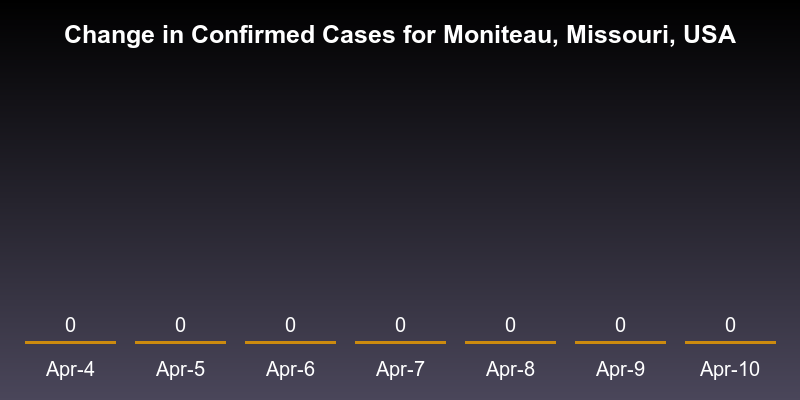 Change in Confirmed Cases for Moniteau, Missouri, USA
0 0 0 0 0 0 0
Apr-4 Apr-5 Apr-6 Apr-7 Apr-8 Apr-9 Apr-10